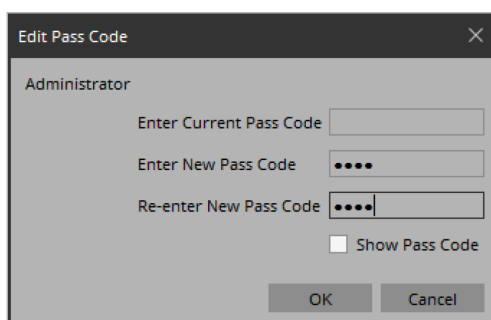 Edit Pass Code
Administrator
Enter Current Pass Code
Enter New Pass Code ●●●●
Re-enter New Pass Code ●●●●
Show Pass Code
OK Cancel